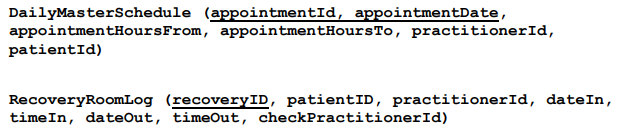 DailyMasterSchedule (appointmentId, appointmentDate,
appointmentHoursFrom, appointmentHoursTo, practitionerId,
patientId)
RecoveryRoomLog (recoveryID, patientID, practitionerId, dateIn,
timeIn, dateOut, timeOut, checkPractitionerId)